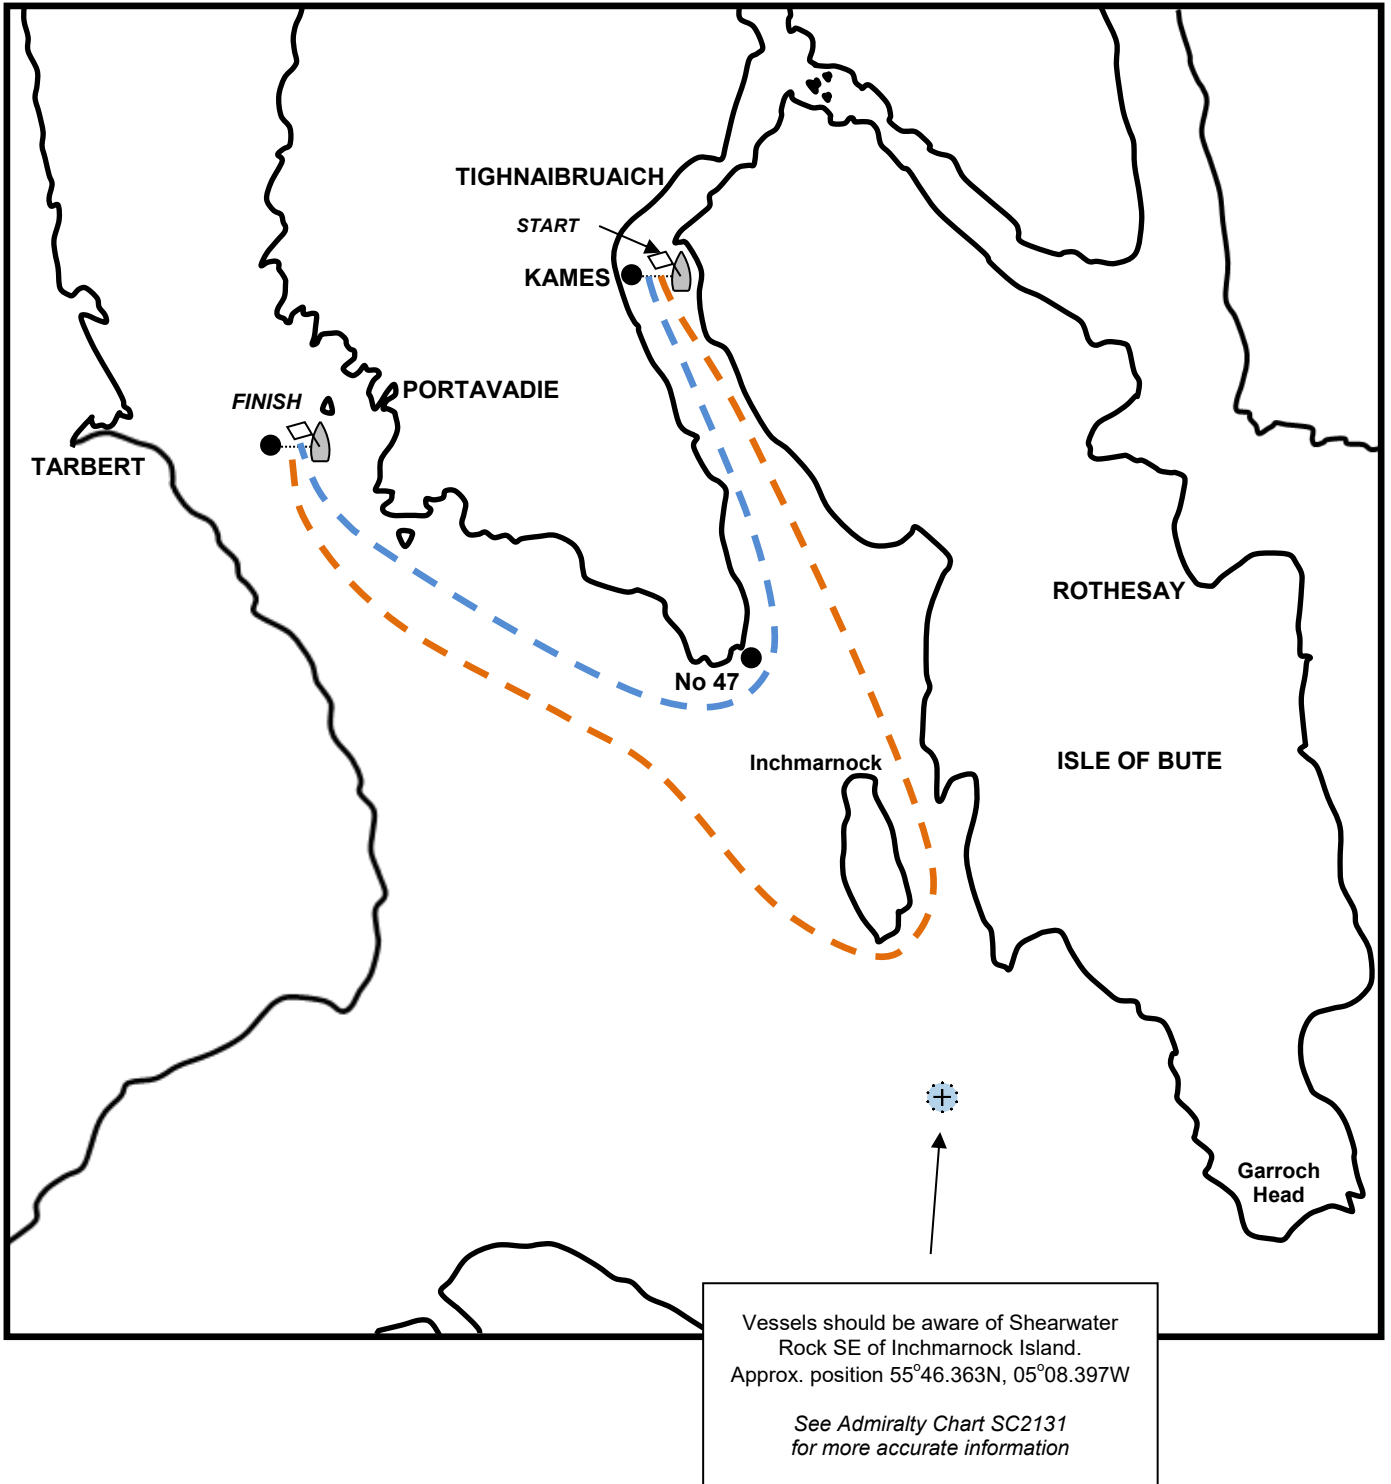 TIGHNAIBRUAICH
START
KAMES
PORTAVADIE
FINISH
TARBERT
ROTHESAY
No 47
Inchmarnock
ISLE OF BUTE
Garroch
Head
Vessels should be aware of Shearwater
Rock SE of Inchmarnock Island.
Approx. position 55°46.363N, 05°08.397W
See Admiralty Chart SC2131
for more accurate information